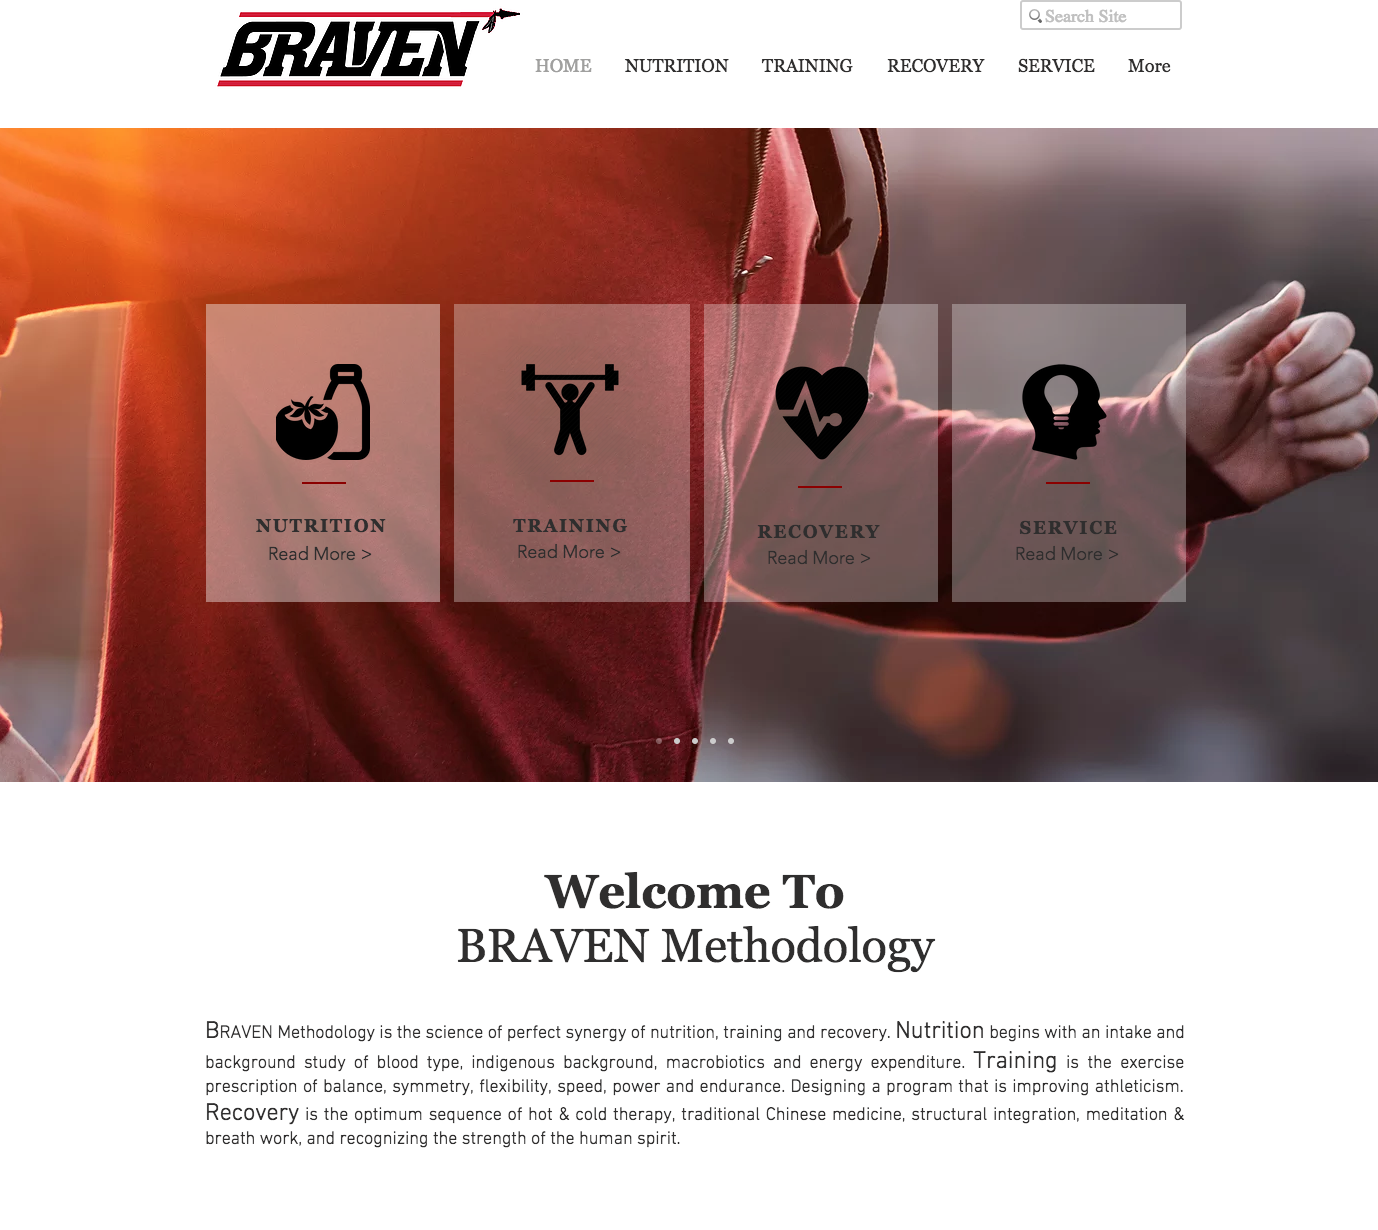 BRAVEN
Search Site
HOME NUTRITION TRAINING RECOVERY SERVICE More
NUTRITION
Read More >
TRAINING
Read More >
RECOVERY
Read More >
SERVICE
Read More >
Welcome To
BRAVEN Methodology
BRAVEN Methodology is the science of perfect synergy of nutrition, training and recovery. Nutrition begins with an intake and
background study of blood type, indigenous background, macrobiotics and energy expenditure. Training is the exercise
prescription of balance, symmetry, flexibility, speed, power and endurance. Designing a program that is improving athleticism.
Recovery is the optimum sequence of hot & cold therapy, traditional Chinese medicine, structural integration, meditation &
breath work, and recognizing the strength of the human spirit.